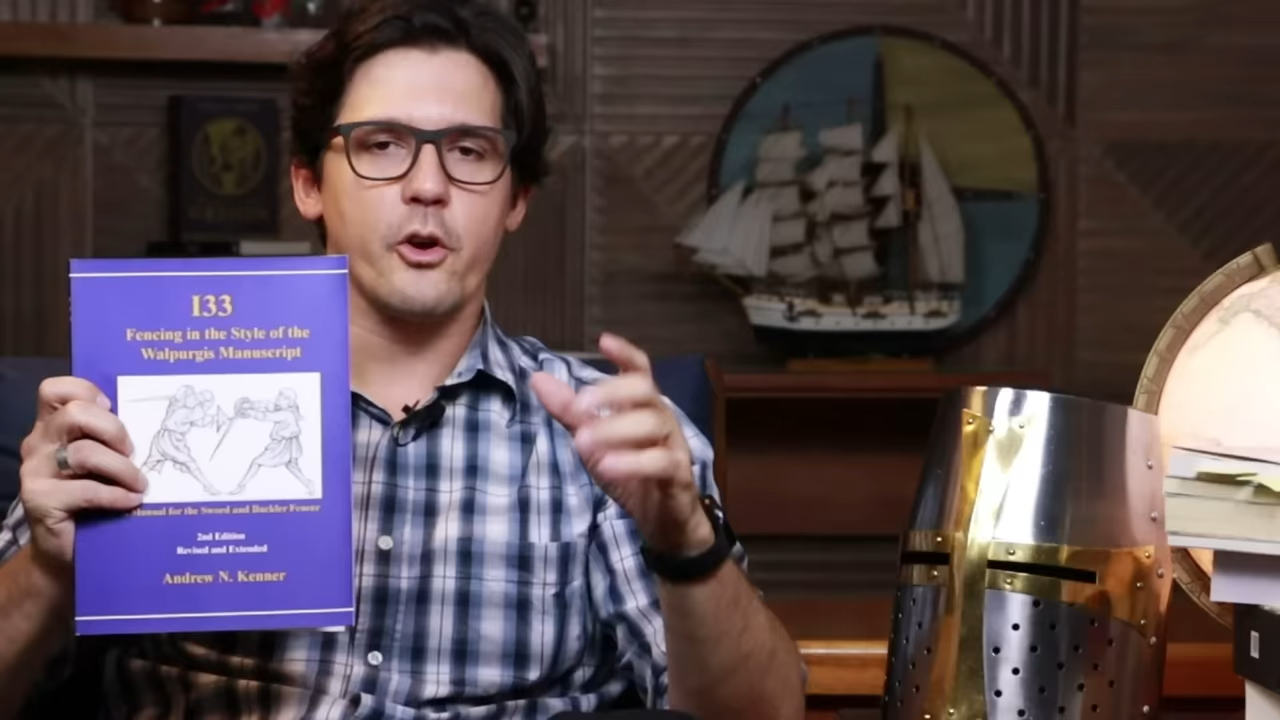 I33
Fencing in the Style of the
Walpurgis Manuscript
Manual for the Sword and Buckler Fencer
2nd Edition
Revised and Extended
Andrew N. Kenner